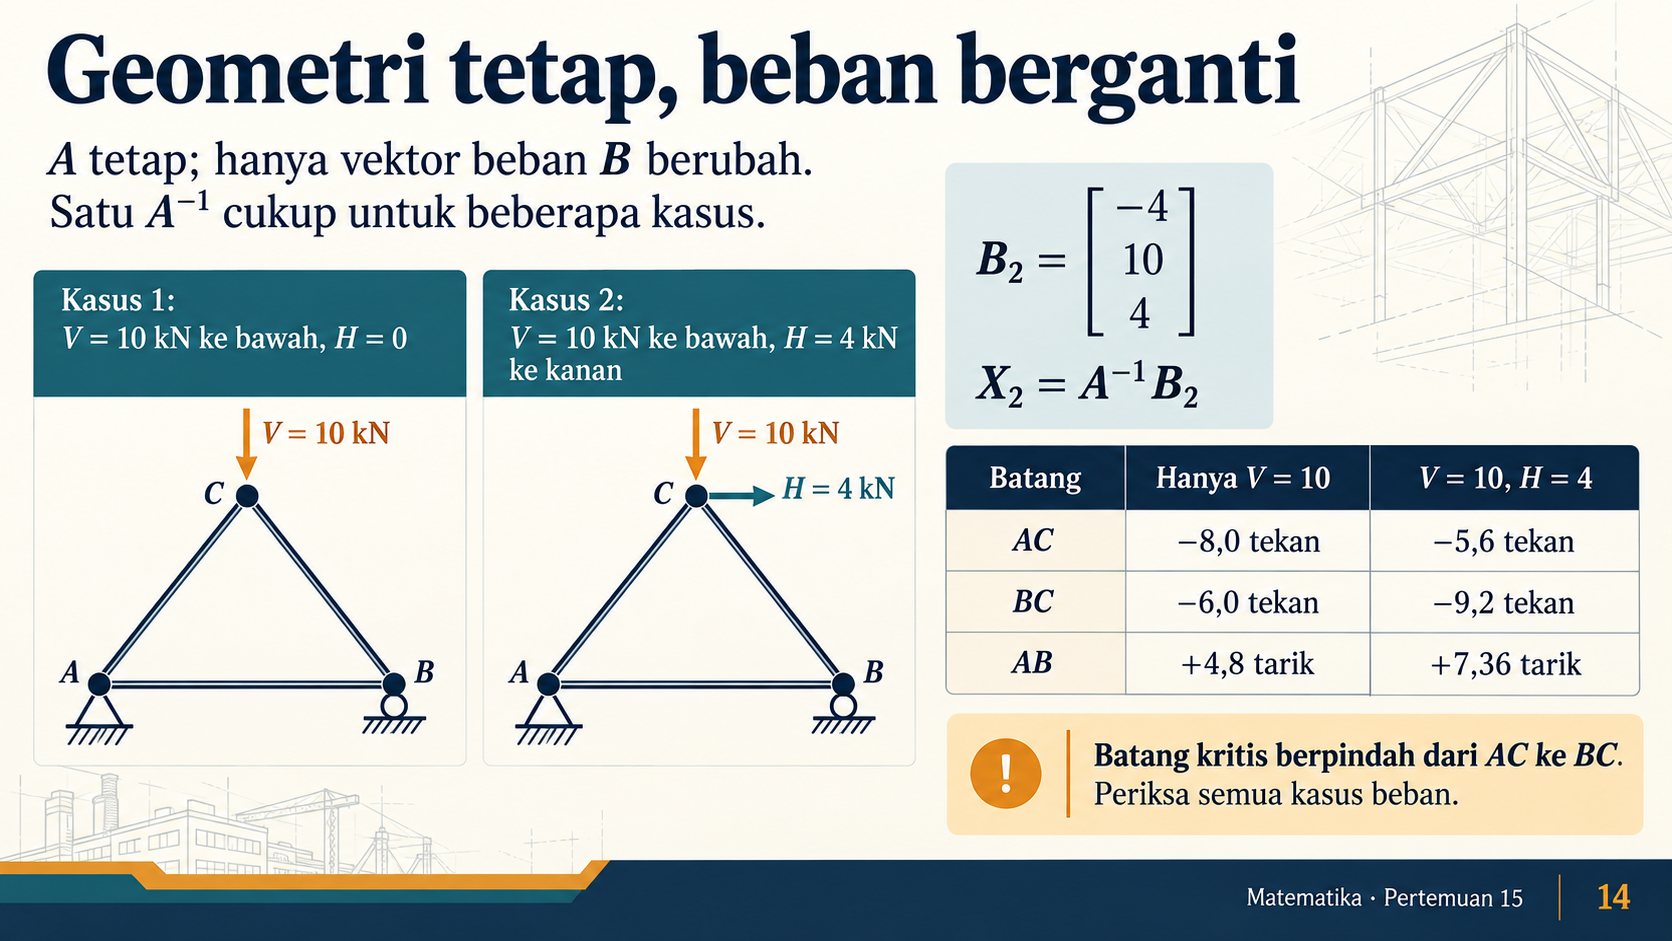 Geometri tetap, beban berganti
A tetap; hanya vektor beban B berubah.
Satu A⁻¹ cukup untuk beberapa kasus.
Kasus 1:
V = 10 kN ke bawah, H = 0
V = 10 kN
C
A
B
Kasus 2:
V = 10 kN ke bawah, H = 4 kN
ke kanan
V = 10 kN
H = 4 kN
C
A
B
B₂ = [−4
10
4]
X₂ = A⁻¹B₂
Batang Hanya V = 10 V = 10, H = 4
AC −8,0 tekan −5,6 tekan
BC −6,0 tekan −9,2 tekan
AB +4,8 tarik +7,36 tarik
!
Batang kritis berpindah dari AC ke BC.
Periksa semua kasus beban.
Matematika · Pertemuan 15
14